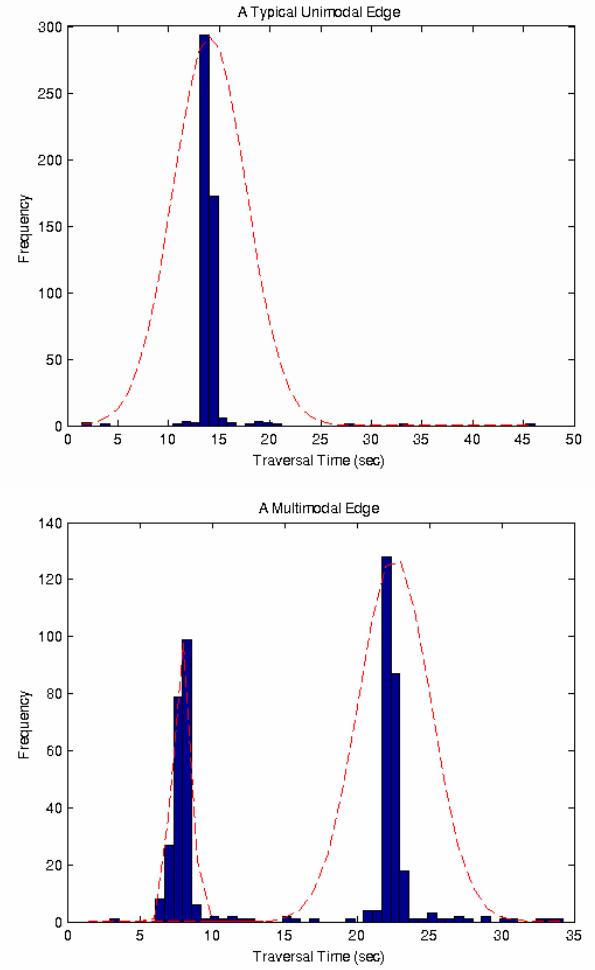 A Typical Unimodal Edge
300
250
200
150
100
50
0
Frequency
0 5 10 15 20 25 30 35 40 45 50
Traversal Time (sec)
A Multimodal Edge
140
120
100
80
60
40
20
0
Frequency
0 5 10 15 20 25 30 35
Traversal Time (sec)